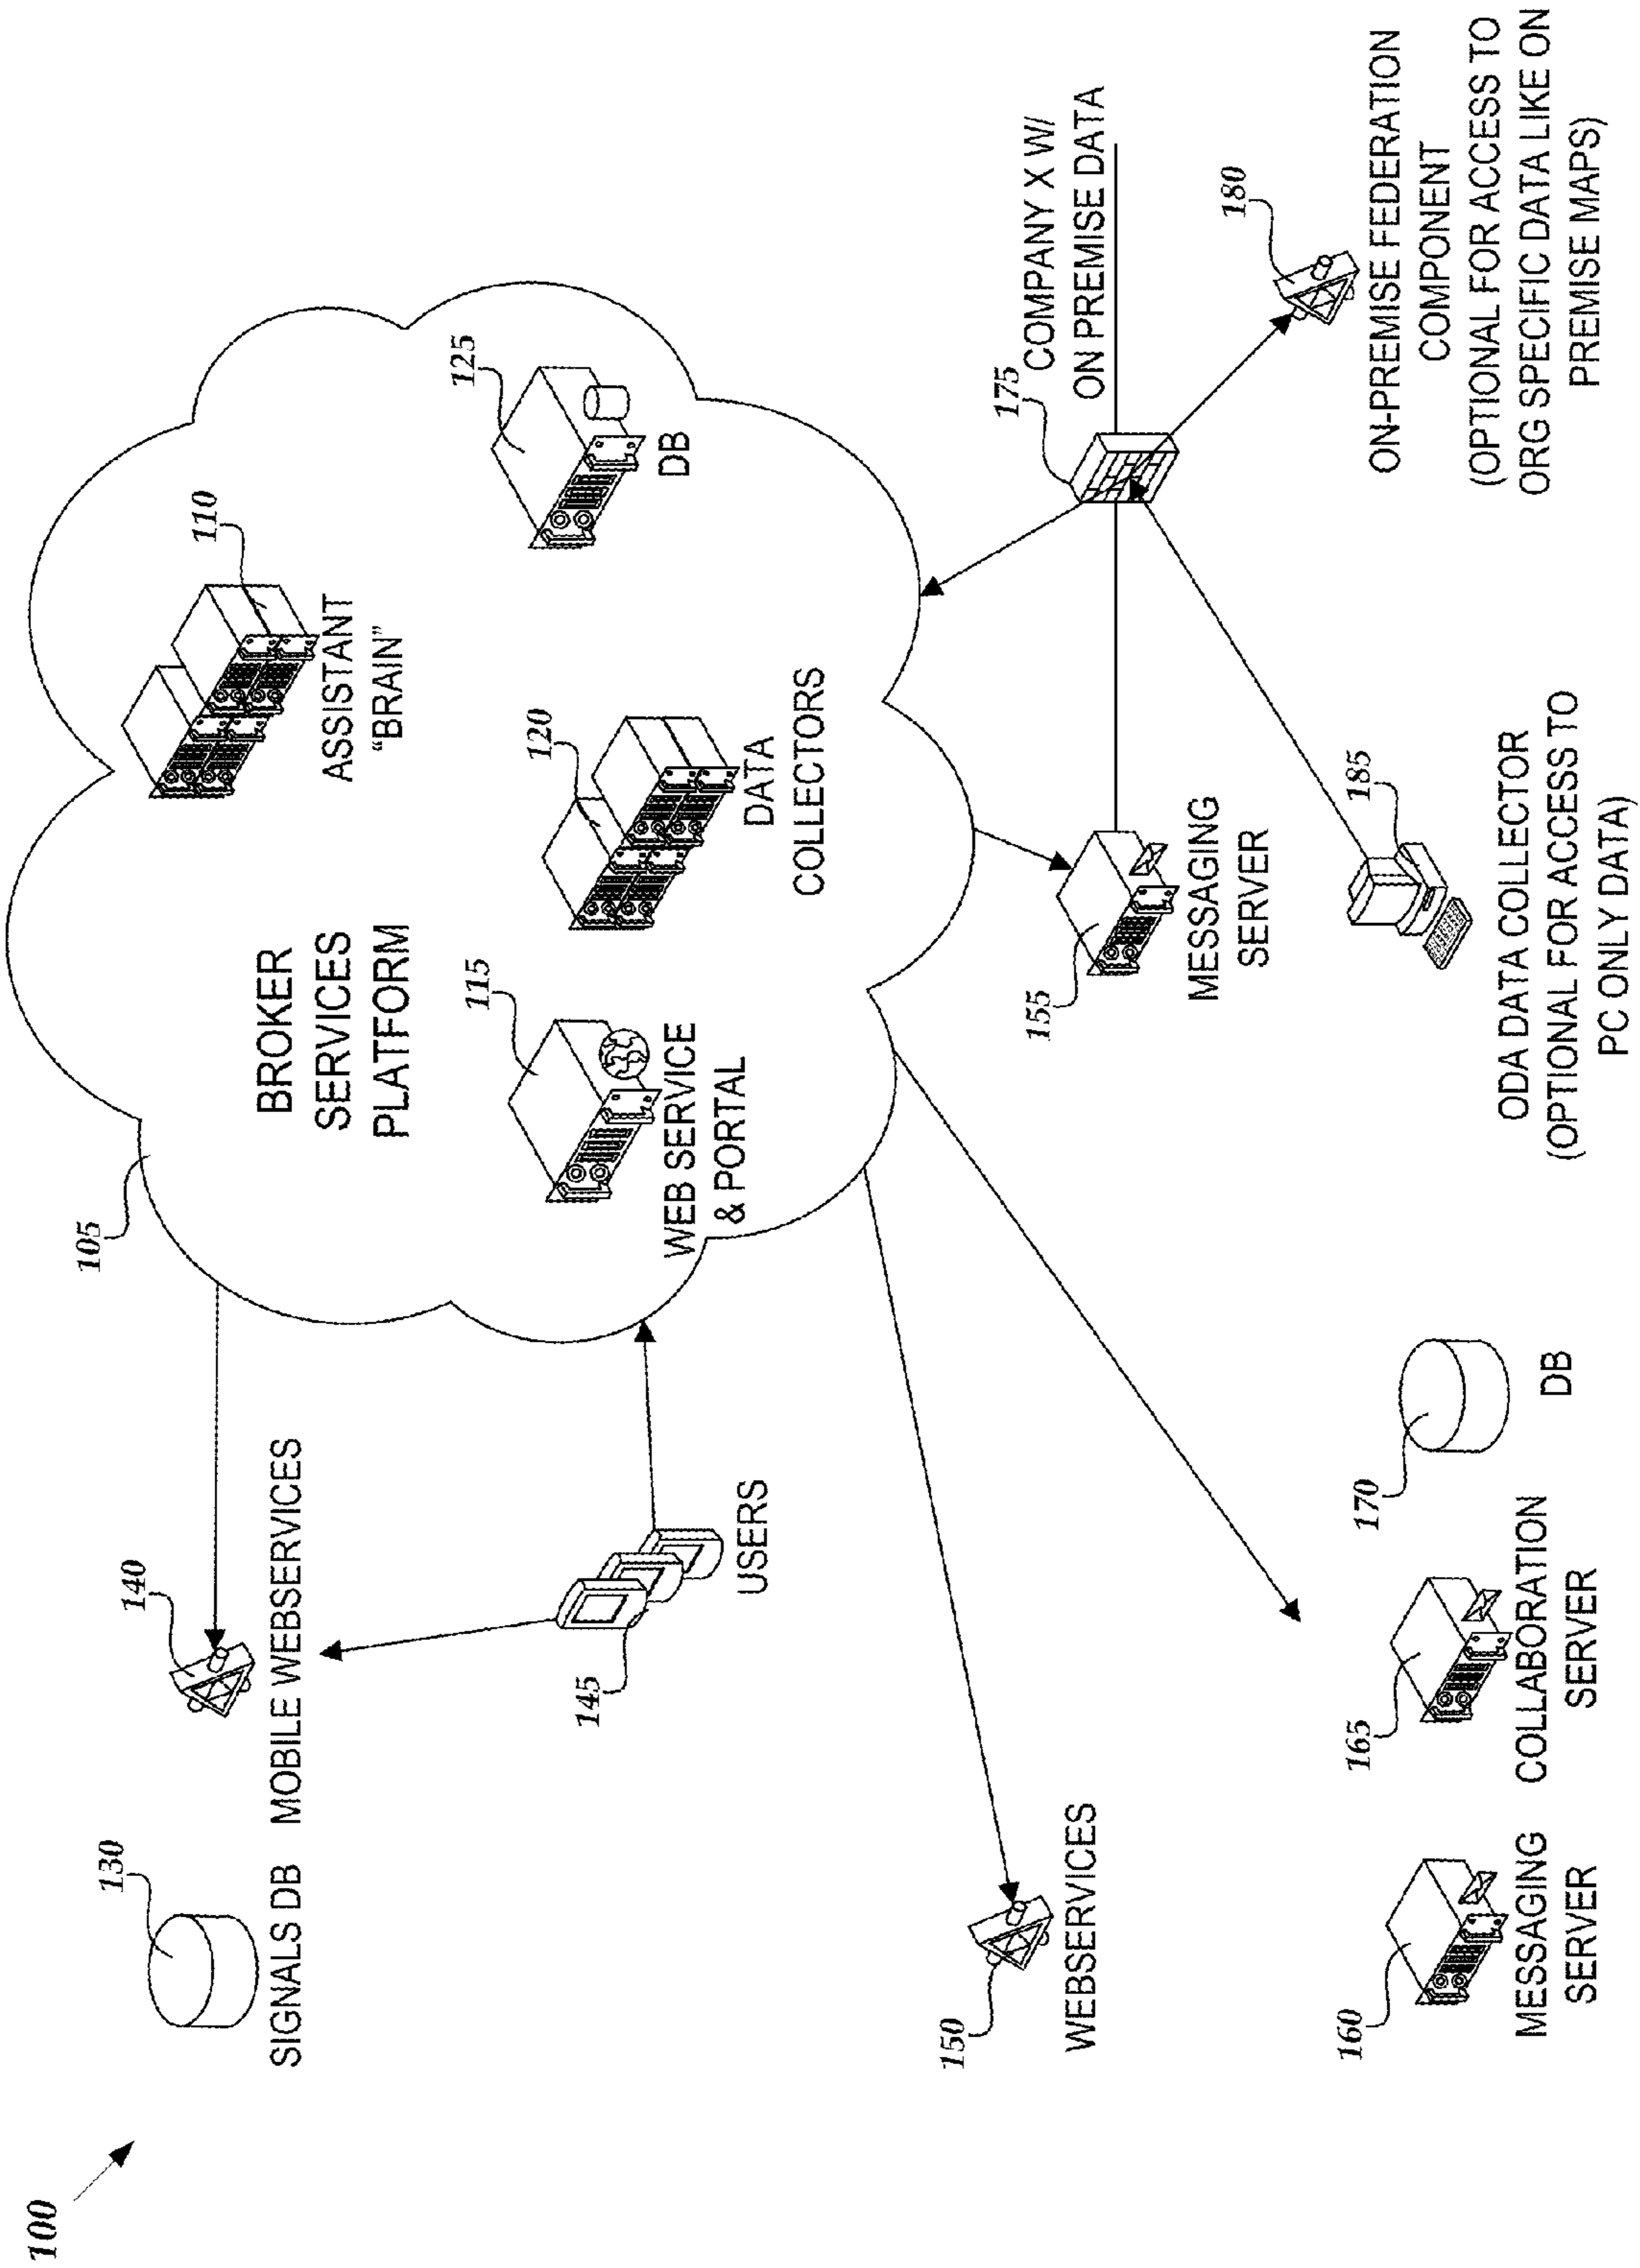 100
130
SIGNALS DB
140
MOBILE WEBSERVICES
105
BROKER
SERVICES
PLATFORM
110
ASSISTANT
“BRAIN”
145
USERS
115
WEB SERVICE
& PORTAL
120
DATA
COLLECTORS
125
DB
150
WEBSERVICES
155
MESSAGING
SERVER
175
COMPANY X W/
ON PREMISE DATA
160
MESSAGING
SERVER
165
COLLABORATION
SERVER
170
DB
185
ODA DATA COLLECTOR
(OPTIONAL FOR ACCESS TO
PC ONLY DATA)
180
ON-PREMISE FEDERATION
COMPONENT
(OPTIONAL FOR ACCESS TO
ORG SPECIFIC DATA LIKE ON
PREMISE MAPS)